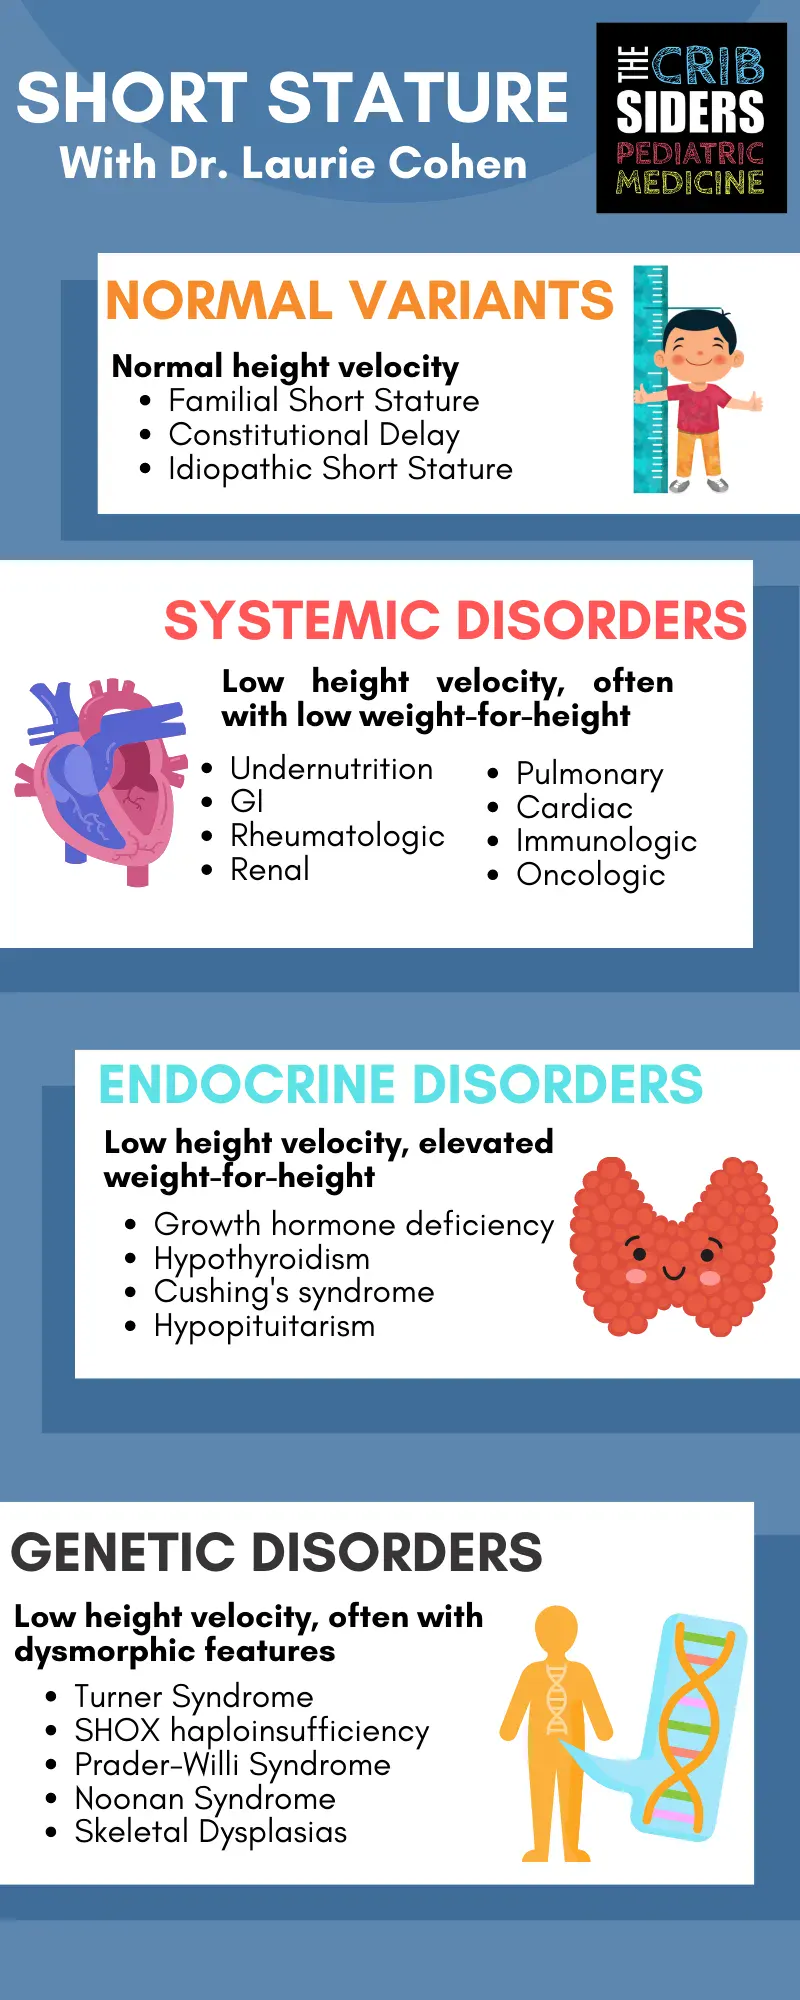 SHORT STATURE
With Dr. Laurie Cohen
THE CRIB
SIDERS
PEDIATRIC
MEDICINE
NORMAL VARIANTS
Normal height velocity
• Familial Short Stature
• Constitutional Delay
• Idiopathic Short Stature
SYSTEMIC DISORDERS
Low height velocity, often
with low weight-for-height
• Undernutrition
• GI
• Rheumatologic
• Renal
• Pulmonary
• Cardiac
• Immunologic
• Oncologic
ENDOCRINE DISORDERS
Low height velocity, elevated
weight-for-height
• Growth hormone deficiency
• Hypothyroidism
• Cushing's syndrome
• Hypopituitarism
GENETIC DISORDERS
Low height velocity, often with
dysmorphic features
• Turner Syndrome
• SHOX haploinsufficiency
• Prader-Willi Syndrome
• Noonan Syndrome
• Skeletal Dysplasias